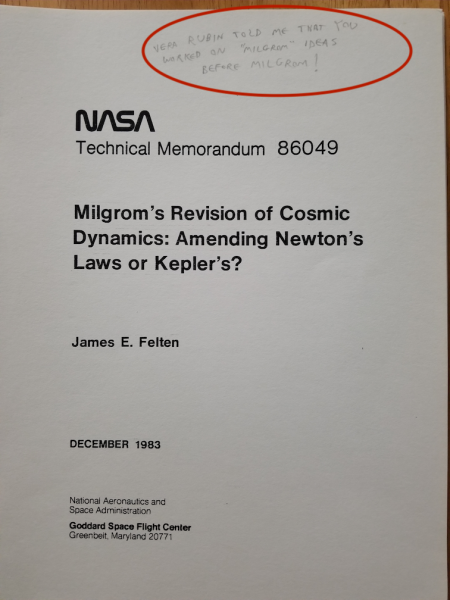 VERA RUBIN TOLD ME THAT YOU
WORKED ON "MILGROM" IDEAS
BEFORE MILGROM!
NASA
Technical Memorandum 86049
Milgrom's Revision of Cosmic
Dynamics: Amending Newton's
Laws or Kepler's?
James E. Felten
DECEMBER 1983
National Aeronautics and
Space Administration
Goddard Space Flight Center
Greenbelt, Maryland 20771